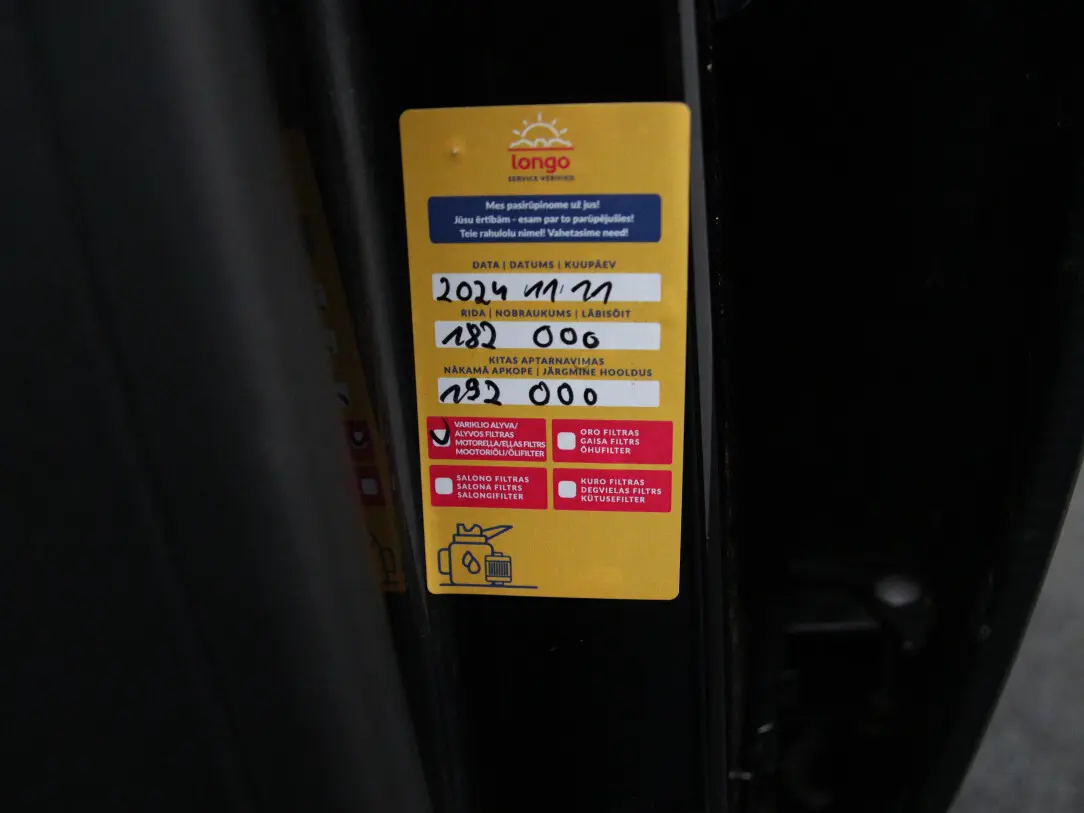 longo
SERVICE VERIFIED
Mes pasirūpinome už jus!
Jūsu ērtībām - esam par to parūpējušies!
Teie rahulolu nimel! Vahetasime need!
DATA | DATUMS | KUUPÄEV
2024 11. 11
RIDA | NOBRAUKUMS | LÄBISÕIT
182 000
KITAS APTARNAVIMAS
NĀKAMĀ APKOPE | JÄRGMINE HOOLDUS
192 000
VARIKLIO ALYVA/
ALYVOS FILTRAS
MOTOREĻĻA/EĻĻAS FILTRS
MOOTORIÕLI/ÕLIFILTER
ORO FILTRAS
GAISA FILTRS
ÕHUFILTER
SALONO FILTRAS
SALONA FILTRS
SALONGIFILTER
KURO FILTRAS
DEGVIELAS FILTRS
KÜTUSEFILTER